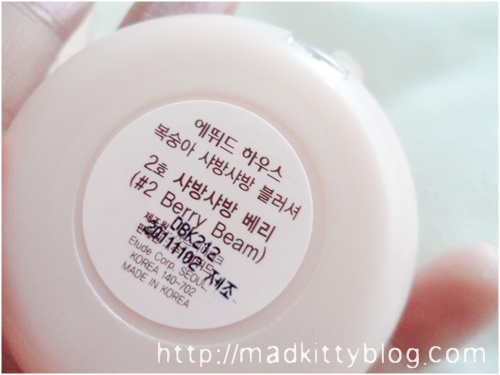 에뛰드 하우스
복숭아 샤방샤방 블러셔
2호 샤방샤방 베리
(#2 Berry Beam)
DBK212
20111102 제조
Etude Corp. SEOUL,
KOREA 140-702
MADE IN KOREA
http://madkittyblog.com